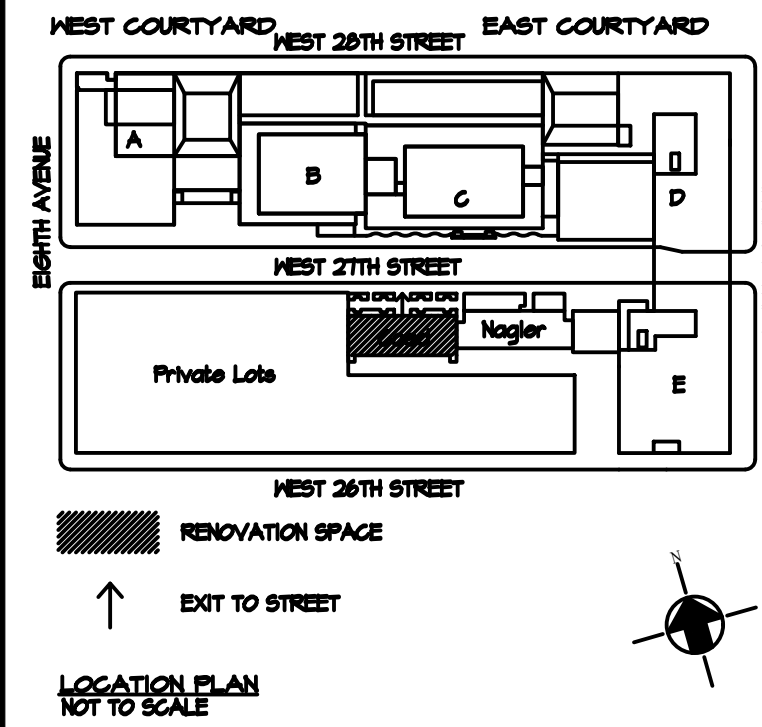 WEST COURTYARD
EAST COURTYARD
WEST 28TH STREET
EIGHTH AVENUE
A
B
C
D
WEST 27TH STREET
Nagler
Private Lots
E
WEST 26TH STREET
RENOVATION SPACE
EXIT TO STREET
N
LOCATION PLAN
NOT TO SCALE